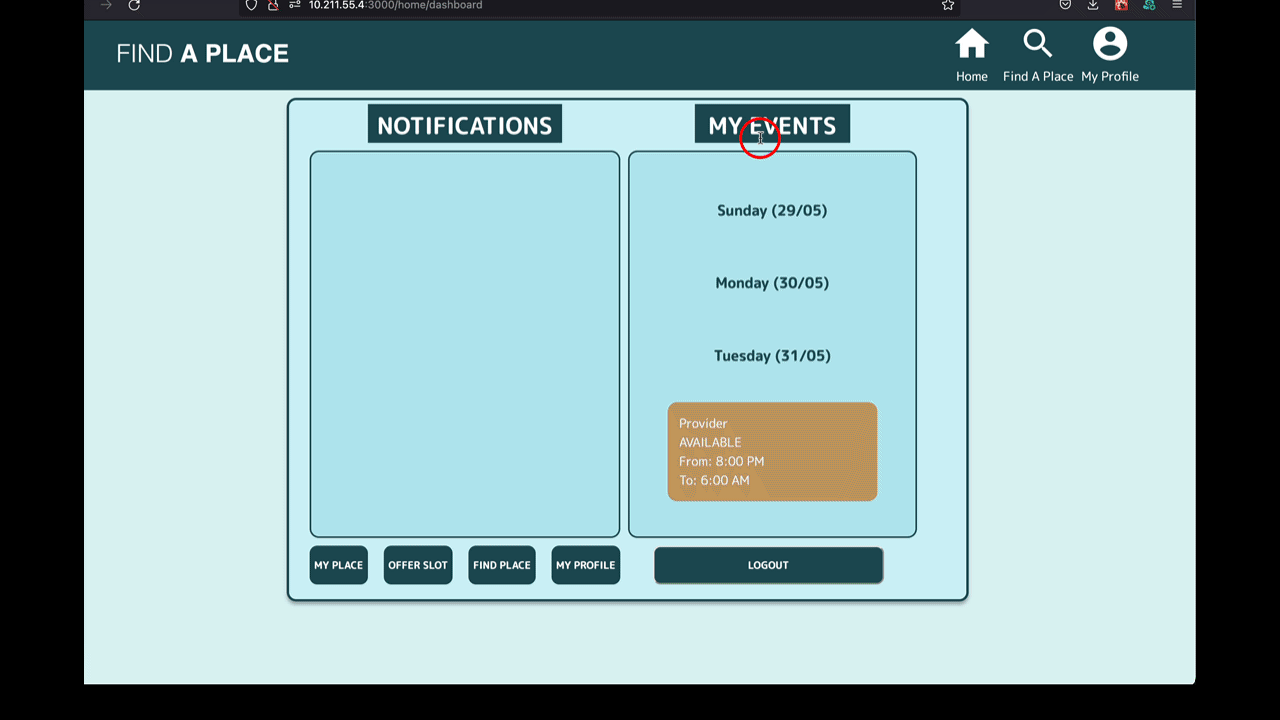 10.211.55.4:3000/home/dashboard
FIND A PLACE
Home
Find A Place
My Profile
NOTIFICATIONS
MY EVENTS
Sunday (29/05)
Monday (30/05)
Tuesday (31/05)
Provider
AVAILABLE
From: 8:00 PM
To: 6:00 AM
MY PLACE
OFFER SLOT
FIND PLACE
MY PROFILE
LOGOUT